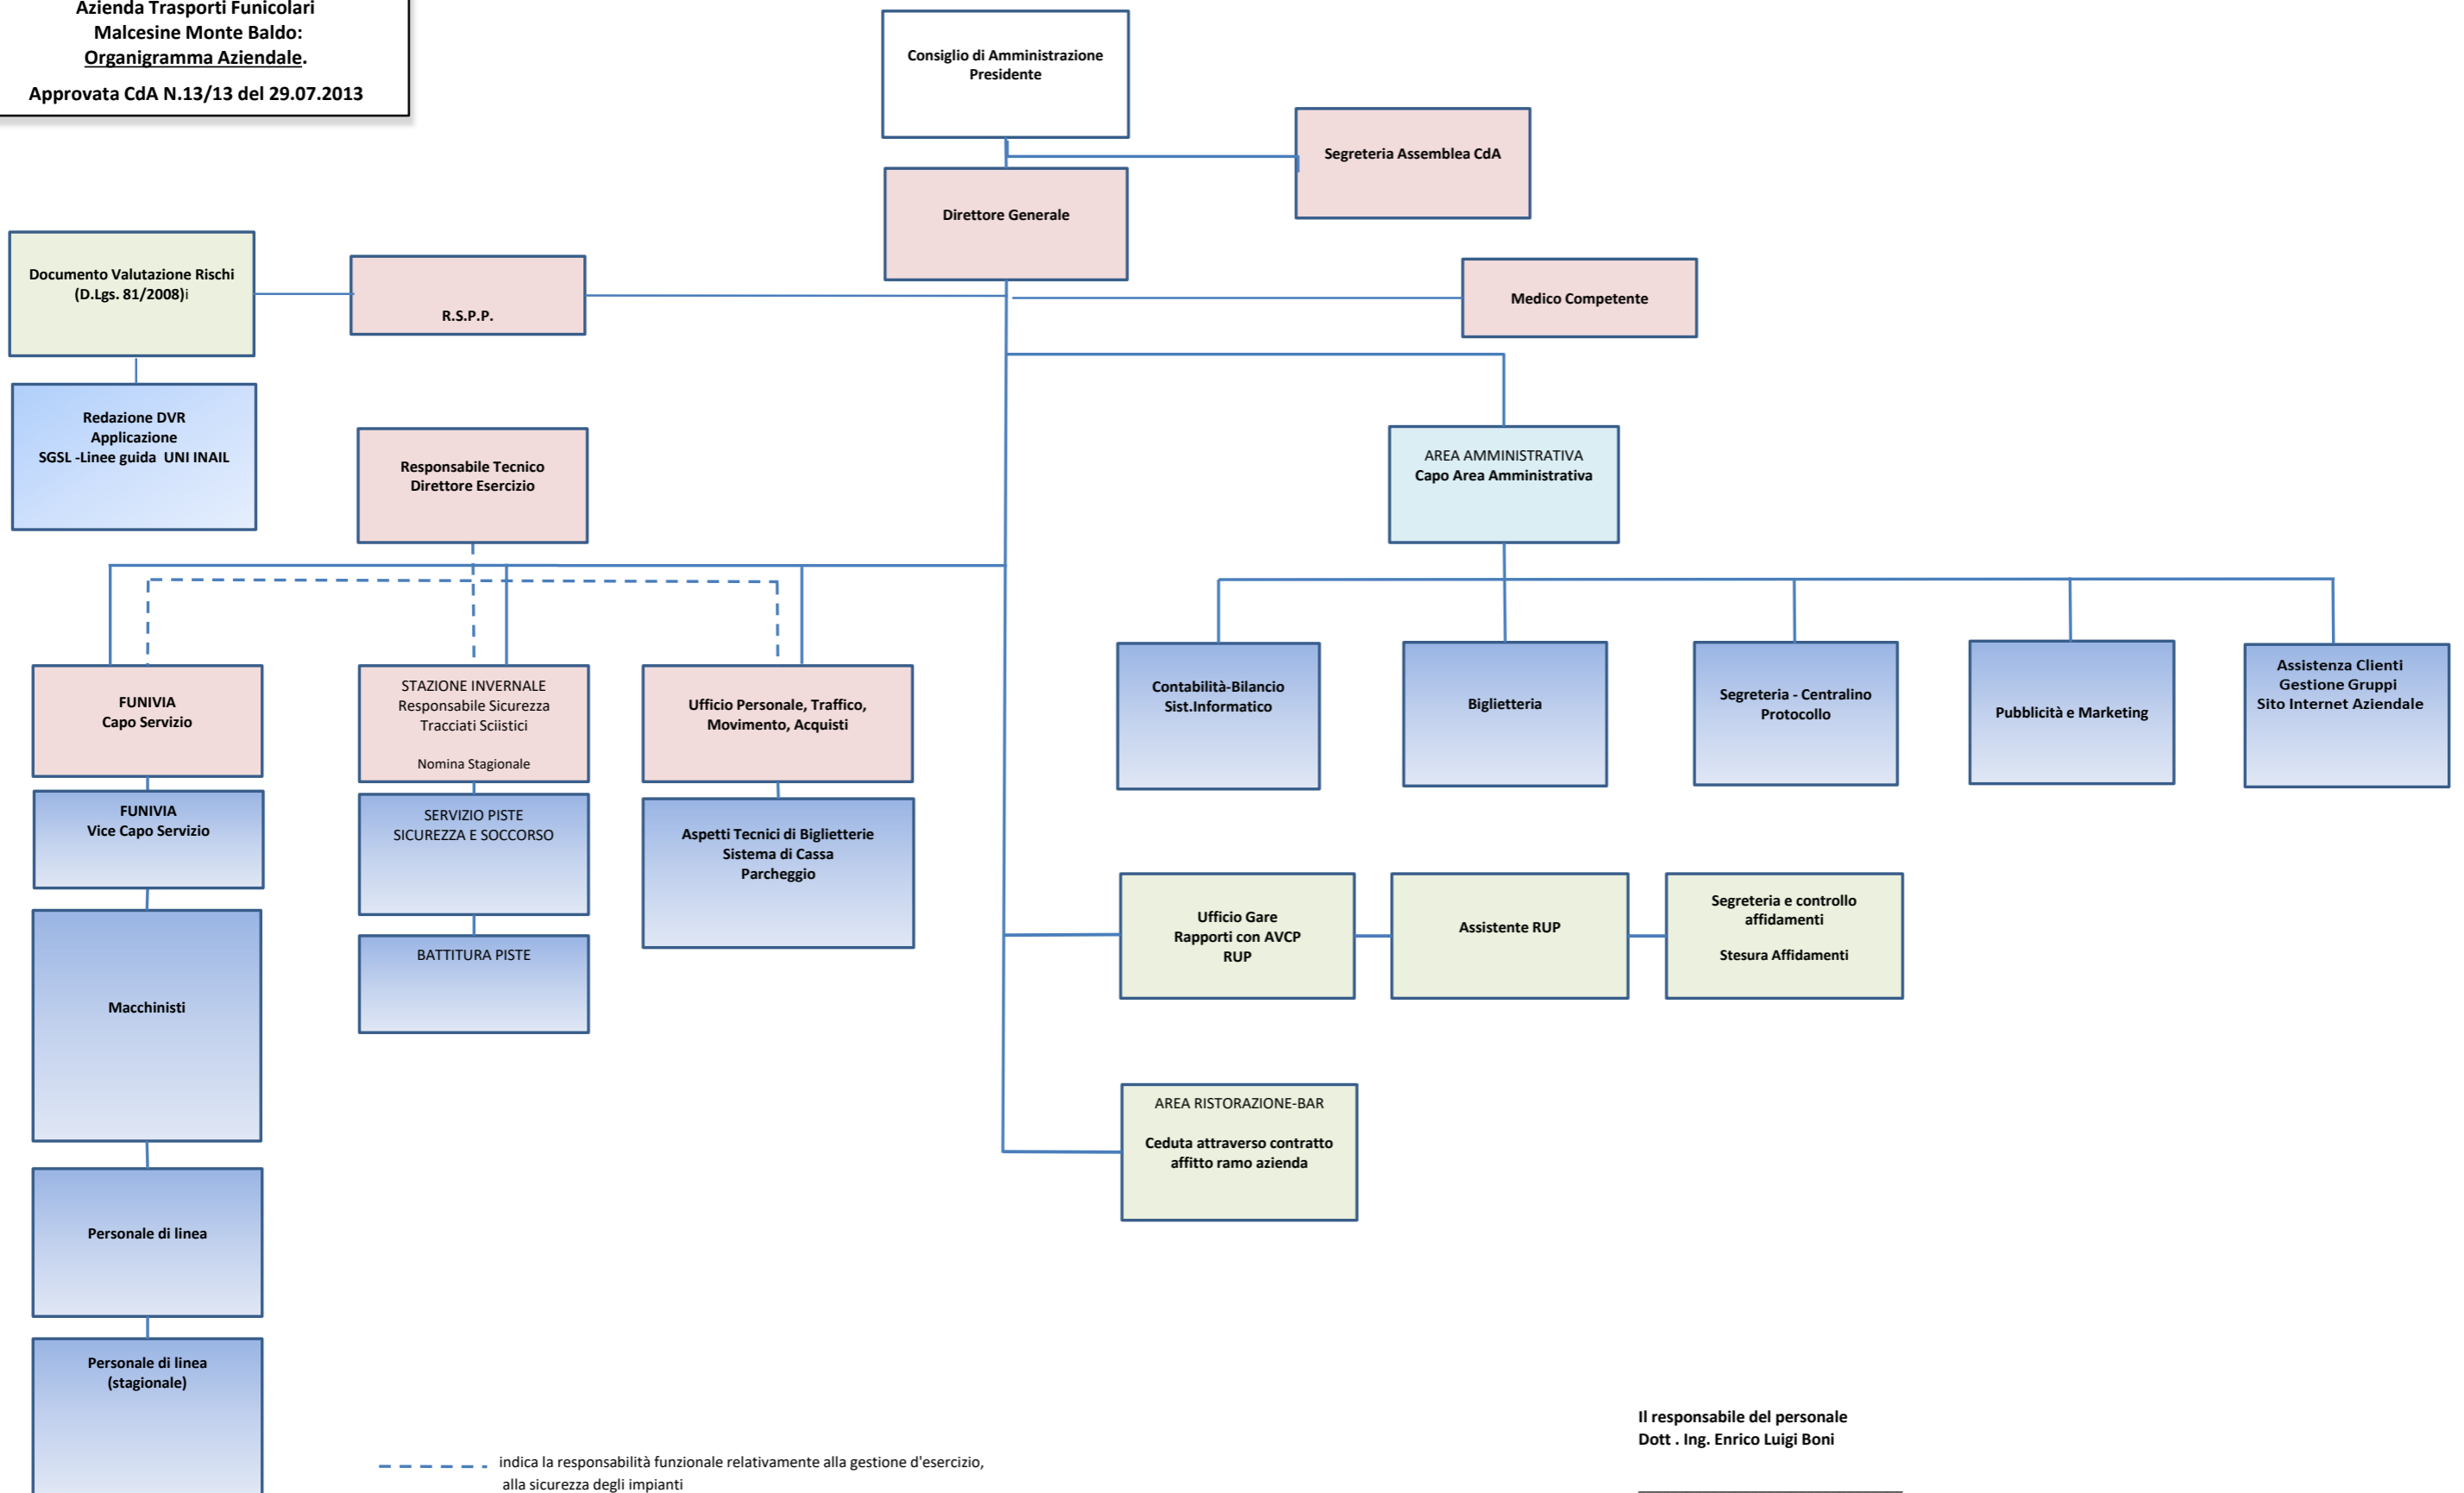 Azienda Trasporti Funicolari
Malcesine Monte Baldo:
Organigramma Aziendale.
Approvata CdA N.13/13 del 29.07.2013
Consiglio di Amministrazione
Presidente
Segreteria Assemblea CdA
Direttore Generale
Documento Valutazione Rischi
(D.Lgs. 81/2008)i
R.S.P.P.
Medico Competente
Redazione DVR
Applicazione
SGSL -Linee guida UNI INAIL
Responsabile Tecnico
Direttore Esercizio
AREA AMMINISTRATIVA
Capo Area Amministrativa
FUNIVIA
Capo Servizio
STAZIONE INVERNALE
Responsabile Sicurezza
Tracciati Sciistici
Nomina Stagionale
Ufficio Personale, Traffico,
Movimento, Acquisti
Contabilità-Bilancio
Sist.Informatico
Biglietteria
Segreteria - Centralino
Protocollo
Pubblicità e Marketing
Assistenza Clienti
Gestione Gruppi
Sito Internet Aziendale
FUNIVIA
Vice Capo Servizio
SERVIZIO PISTE
SICUREZZA E SOCCORSO
Aspetti Tecnici di Biglietterie
Sistema di Cassa
Parcheggio
BATTITURA PISTE
Macchinisti
Ufficio Gare
Rapporti con AVCP
RUP
Assistente RUP
Segreteria e controllo
affidamenti
Stesura Affidamenti
AREA RISTORAZIONE-BAR
Ceduta attraverso contratto
affitto ramo azienda
Personale di linea
Personale di linea
(stagionale)
indica la responsabilità funzionale relativamente alla gestione d'esercizio,
alla sicurezza degli impianti
Il responsabile del personale
Dott . Ing. Enrico Luigi Boni